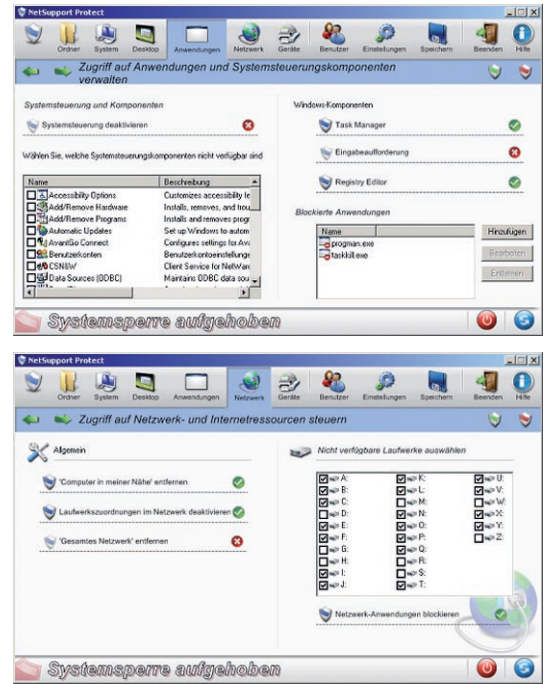 NetSupport Protect
Ordner System Desktop Anwendungen Netzwerk Geräte Benutzer Einstellungen Speichern Beenden Hilfe
Zugriff auf Anwendungen und Systemsteuerungskomponenten
verwalten
Systemsteuerung und Komponenten
Systemsteuerung deaktivieren
Wählen Sie, welche Systemsteuerungskomponenten nicht verfügbar sind
Name Beschreibung
Accessibility Options Customizes accessibility fe
Add/Remove Hardware Installs, removes, and trou
Add/Remove Programs Installs and removes progr
Automatic Updates Set up Windows to autom
AvantGo Connect Configures settings for Av
Benutzerkonten Benutzerkontoeinstellunge
CSNW Client Service for NetWare
Data Sources (ODBC) Maintains ODBC data sou
Windows-Komponenten
Task Manager
Eingabeaufforderung
Registry Editor
Blockierte Anwendungen
Name
progman.exe
taskkill.exe
Hinzufügen
Bearbeiten
Entfernen
Systemsperre aufgehoben
NetSupport Protect
Ordner System Desktop Anwendungen Netzwerk Geräte Benutzer Einstellungen Speichern Beenden Hilfe
Zugriff auf Netzwerk- und Internetressourcen steuern
Allgemein
'Computer in meiner Nähe' entfernen
Laufwerkszuordnungen im Netzwerk deaktivieren
'Gesamtes Netzwerk' entfernen
Nicht verfügbare Laufwerke auswählen
A: K: U:
B: L: V:
C: M: W:
D: N: X:
E: O: Y:
F: P: Z:
G: Q:
H: R:
I: S:
J: T:
Netzwerk-Anwendungen blockieren
Systemsperre aufgehoben